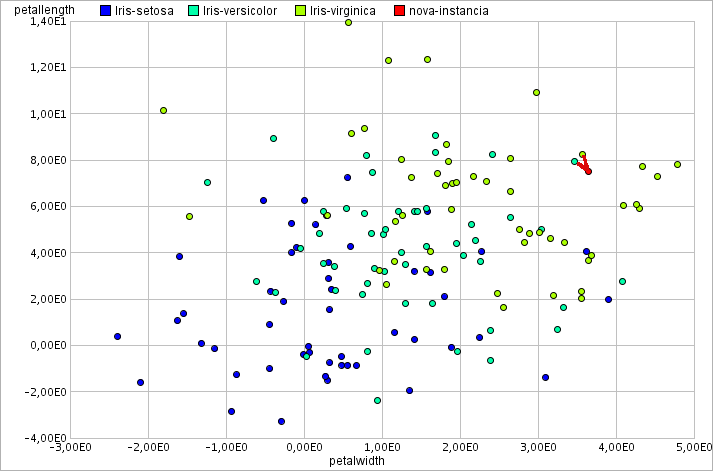 petallength Iris-setosa Iris-versicolor Iris-virginica nova-instancia
1,40E1
1,20E1
1,00E1
8,00E0
6,00E0
4,00E0
2,00E0
0,00E0
-2,00E0
-4,00E0
-3,00E0 -2,00E0 -1,00E0 0,00E0 1,00E0 2,00E0 3,00E0 4,00E0 5,00E0
petalwidth